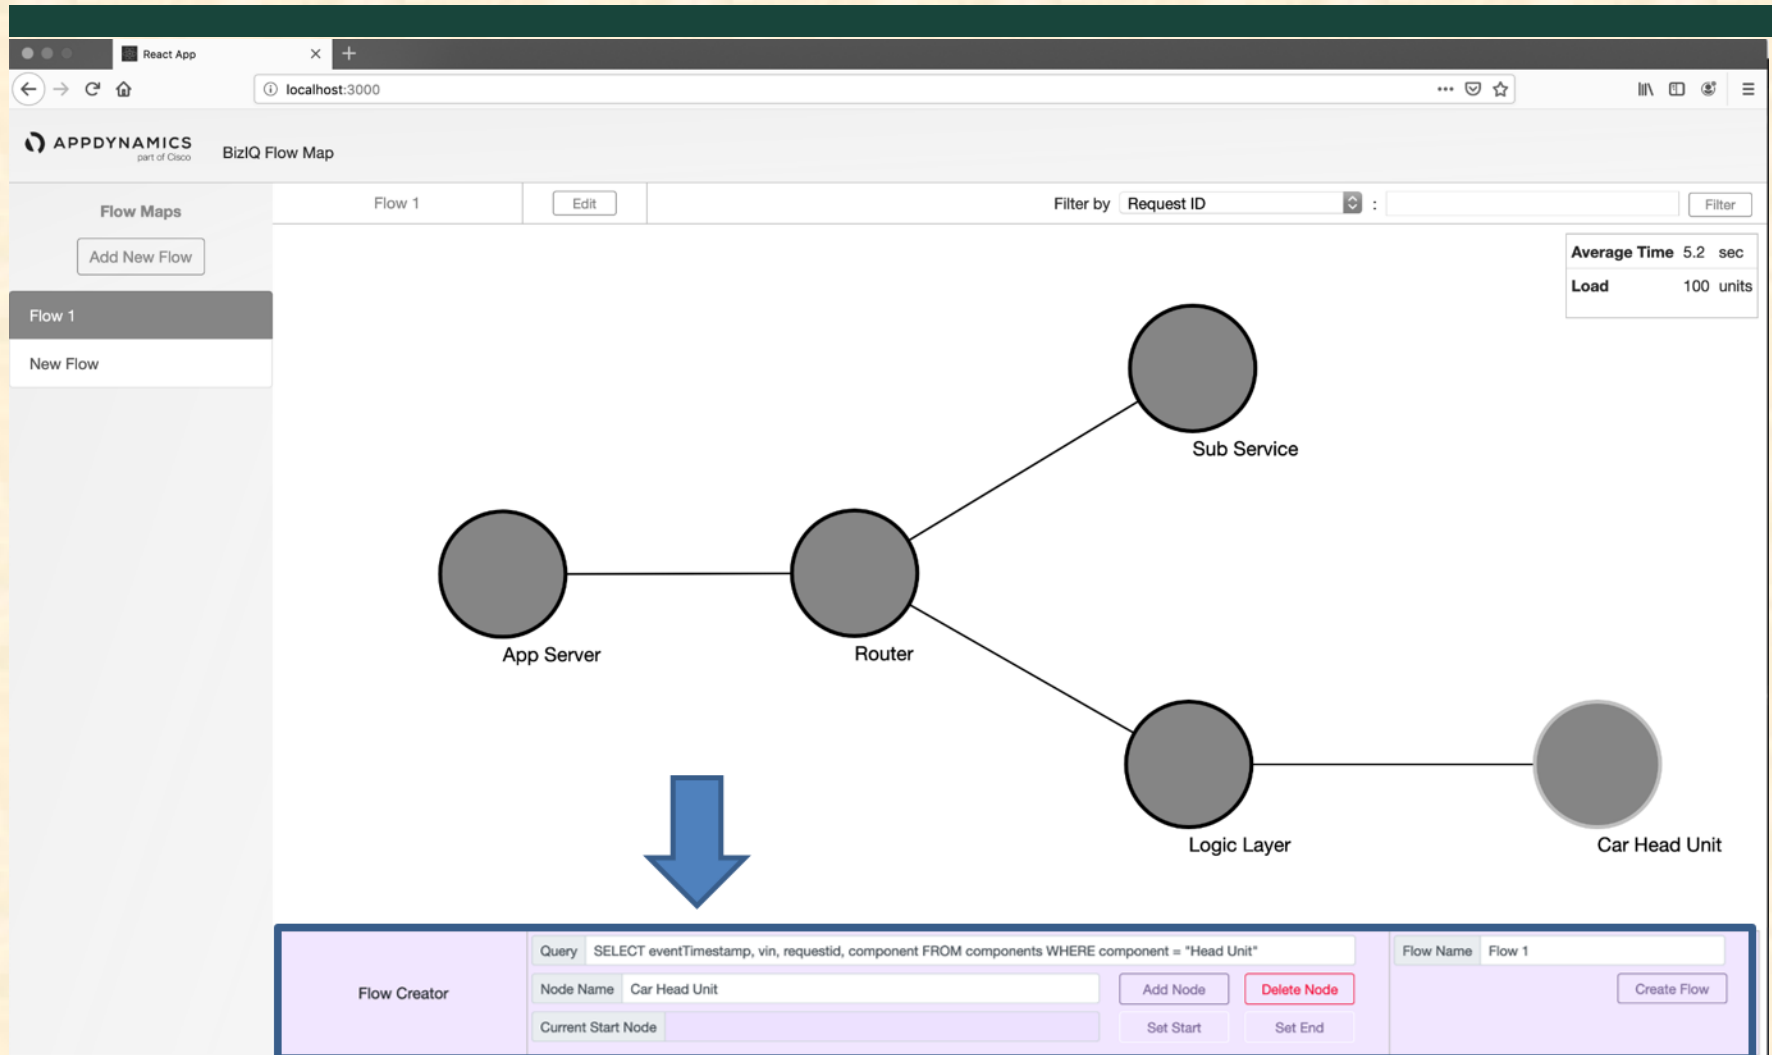 React App
localhost:3000
APPDYNAMICS
part of Cisco
BizIQ Flow Map
Flow Maps
Add New Flow
Flow 1
New Flow
Flow 1
Edit
Filter by Request ID :
Filter
Average Time 5.2 sec
Load 100 units
Sub Service
App Server
Router
Logic Layer
Car Head Unit
Flow Creator
Query SELECT eventTimestamp, vin, requestid, component FROM components WHERE component = "Head Unit"
Node Name Car Head Unit
Add Node
Delete Node
Current Start Node
Set Start
Set End
Flow Name Flow 1
Create Flow